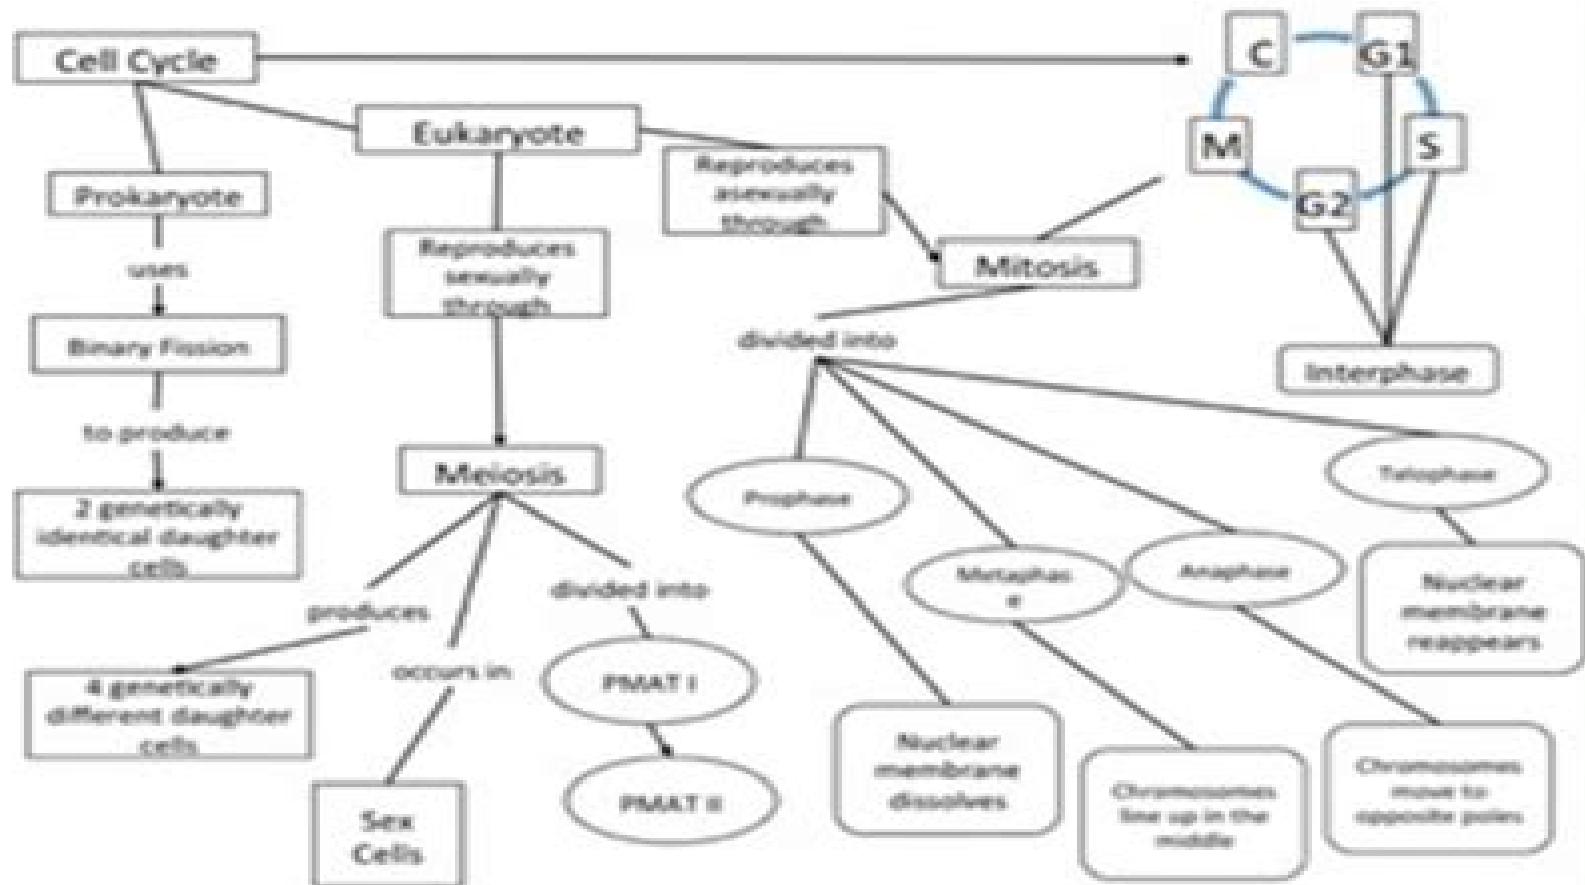 Cell Cycle
C
G1
M
S
G2
Eukaryote
Prokaryote
Reproduces
asexually
through
uses
Reproduces
sexually
through
Mitosis
Binary Fission
divided into
Interphase
to produce
Meiosis
Prophase
Telophase
2 genetically
identical daughter
cells
Metaphas
e
Anaphase
Nuclear
membrane
reappears
produces
divided into
occurs in
4 genetically
different daughter
cells
PMAT I
PMAT II
Sex
Cells
Nuclear
membrane
dissolves
Chromosomes
line up in the
middle
Chromosomes
move to
opposite poles